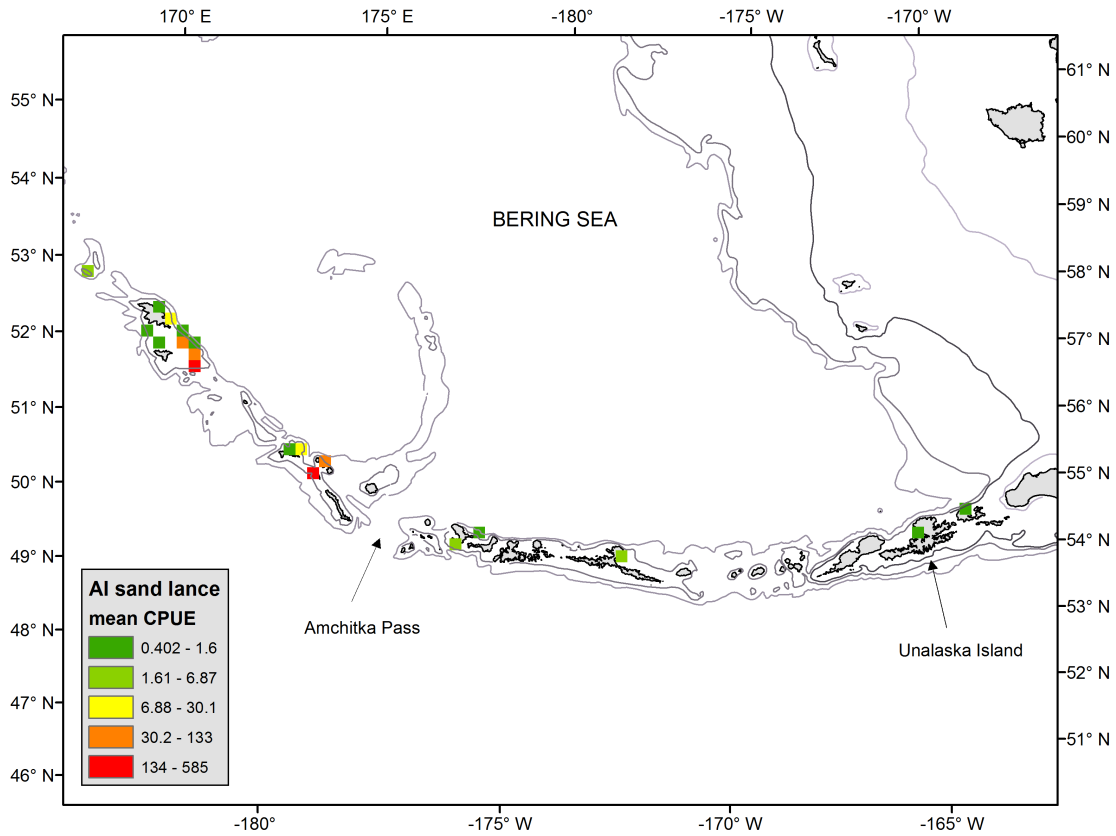 170° E
175° E
-180°
-175° W
-170° W
55° N
54° N
53° N
52° N
51° N
50° N
49° N
48° N
47° N
46° N
61° N
60° N
59° N
58° N
57° N
56° N
55° N
54° N
53° N
52° N
51° N
BERING SEA
Amchitka Pass
Unalaska Island
AI sand lance
mean CPUE
0.402 - 1.6
1.61 - 6.87
6.88 - 30.1
30.2 - 133
134 - 585
-180°
-175° W
-170° W
-165° W